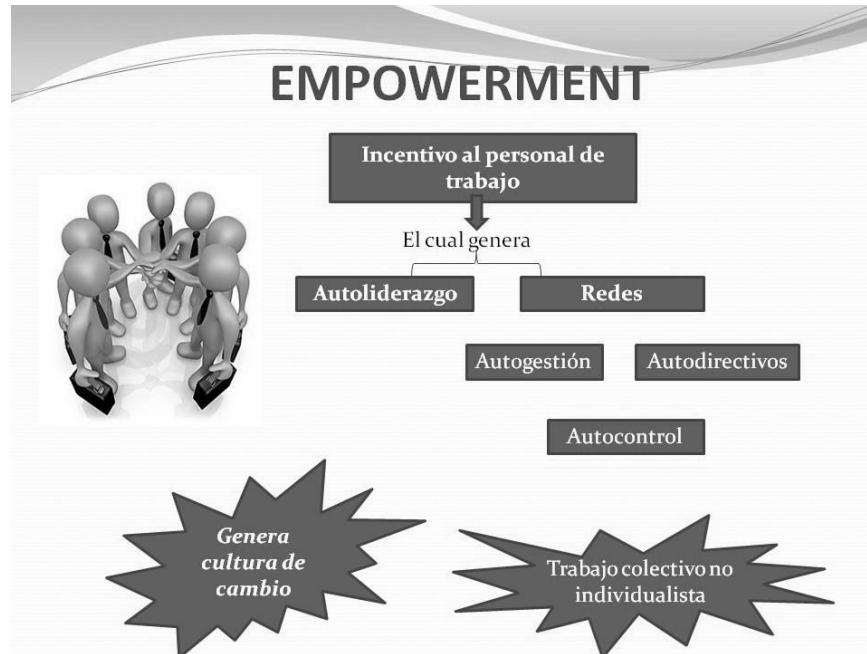 EMPOWERMENT
Incentivo al personal de
trabajo
El cual genera
Autoliderazgo
Redes
Autogestión
Autodirectivos
Autocontrol
Genera
cultura de
cambio
Trabajo colectivo no
individualista